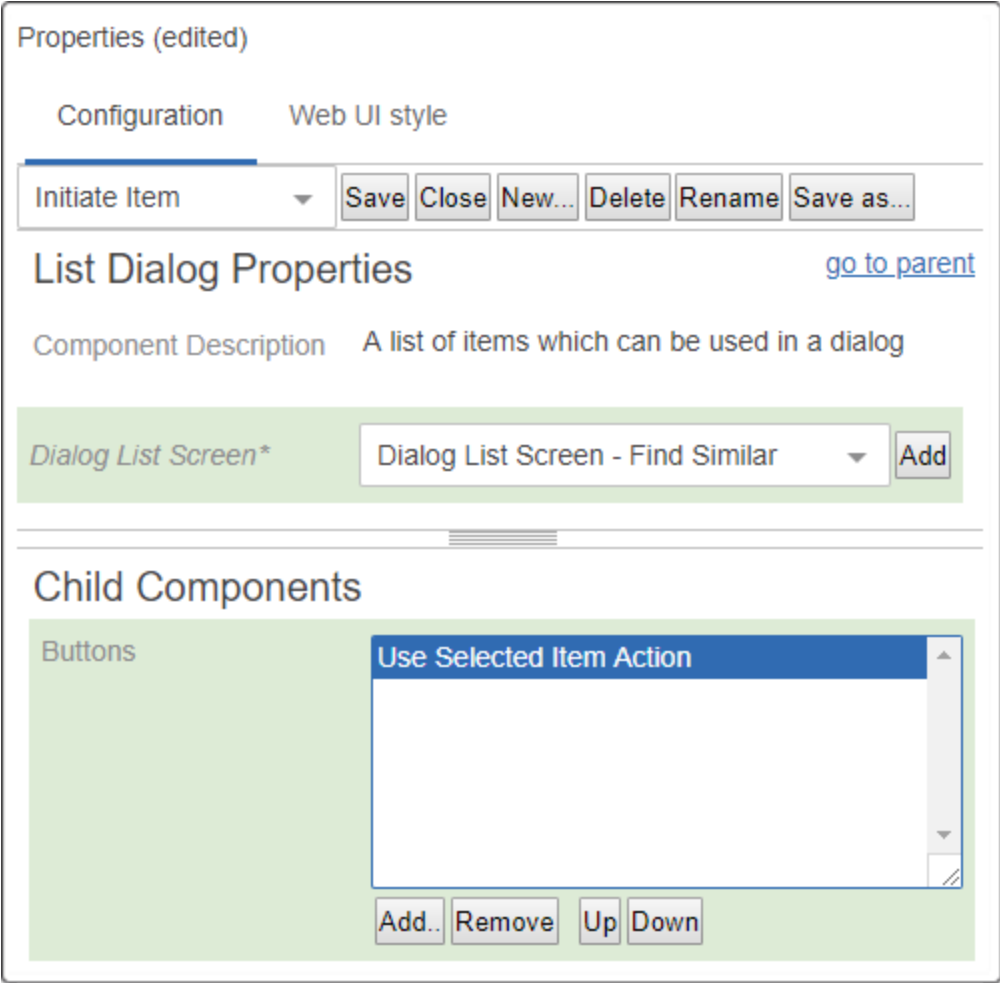 Properties (edited)
Configuration Web UI style
Initiate Item Save Close New... Delete Rename Save as...
List Dialog Properties go to parent
Component Description A list of items which can be used in a dialog
Dialog List Screen* Dialog List Screen - Find Similar Add
Child Components
Buttons Use Selected Item Action
Add.. Remove Up Down